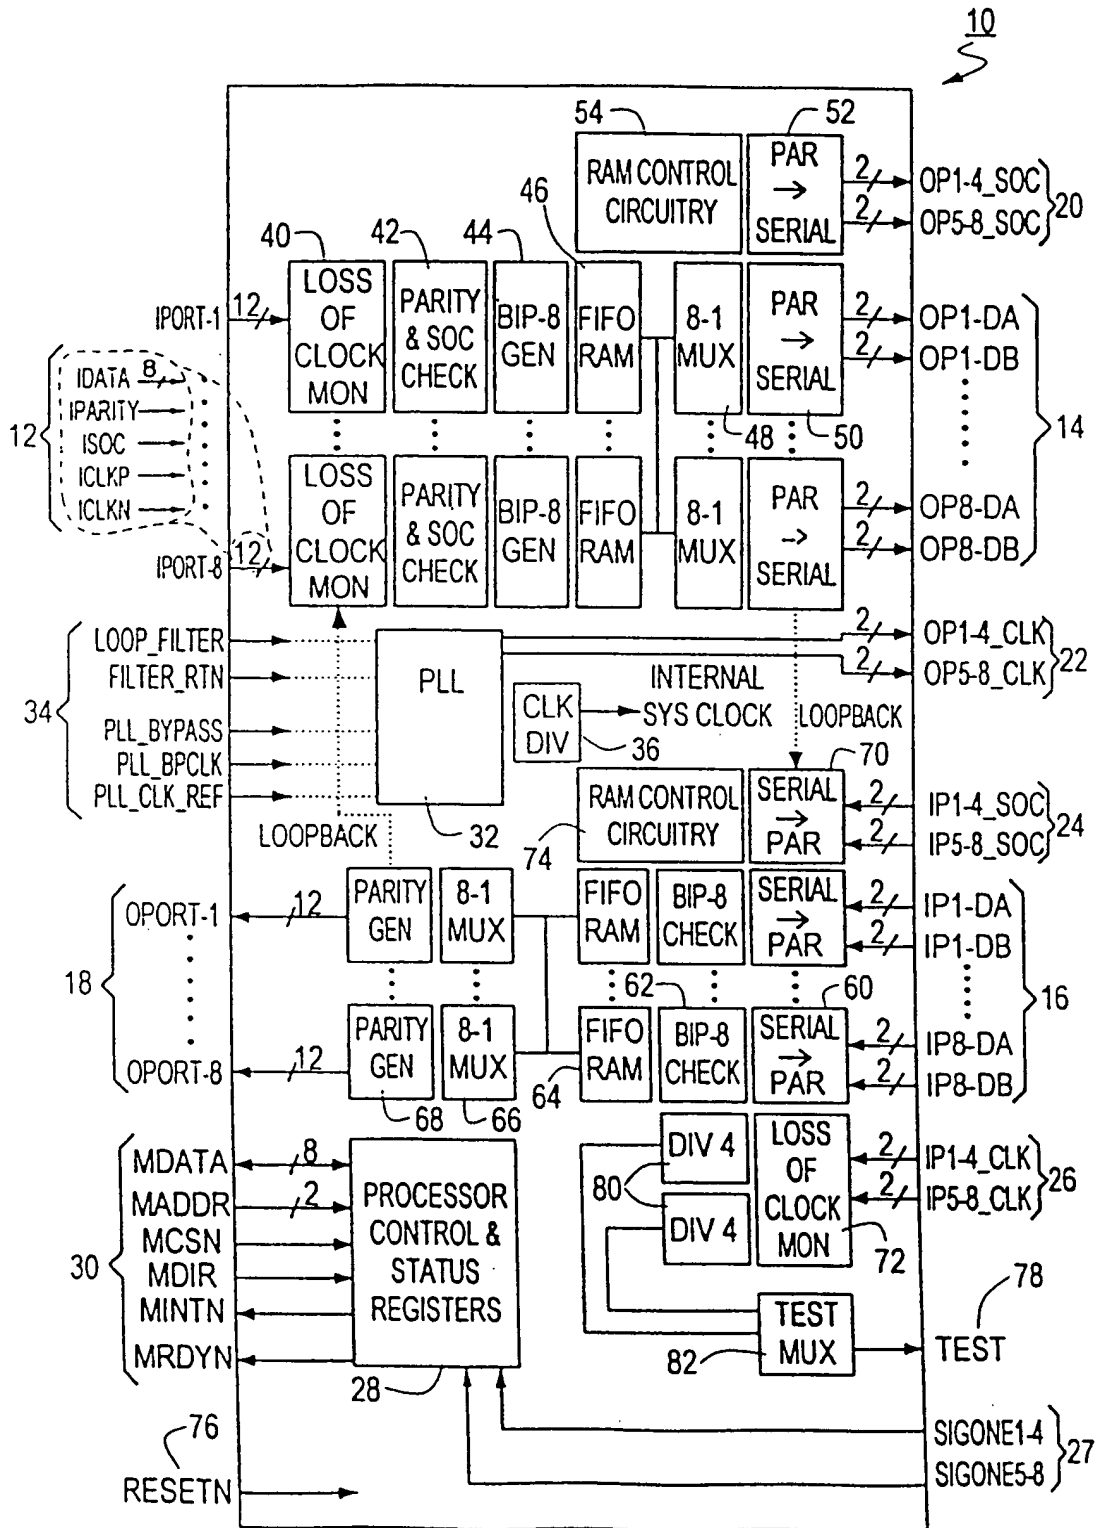 10
54
52
RAM CONTROL
CIRCUITRY
PAR
→
SERIAL
2
OP1-4_SOC
2
OP5-8_SOC
20
40
42
44
46
IPORT-1
12
LOSS
OF
CLOCK
MON
PARITY
& SOC
CHECK
BIP-8
GEN
FIFO
RAM
8-1
MUX
PAR
→
SERIAL
2
OP1-DA
2
OP1-DB
48
50
14
12
IDATA
8
IPARITY
ISOC
ICLKP
ICLKN
IPORT-8
12
LOSS
OF
CLOCK
MON
PARITY
& SOC
CHECK
BIP-8
GEN
FIFO
RAM
8-1
MUX
PAR
→
SERIAL
2
OP8-DA
2
OP8-DB
34
LOOP_FILTER
FILTER_RTN
PLL_BYPASS
PLL_BPCLK
PLL_CLK_REF
PLL
32
CLK
DIV
36
INTERNAL
SYS CLOCK
LOOPBACK
2
OP1-4_CLK
2
OP5-8_CLK
22
LOOPBACK
RAM CONTROL
CIRCUITRY
74
70
SERIAL
→
PAR
2
IP1-4_SOC
2
IP5-8_SOC
24
18
OPORT-1
12
PARITY
GEN
8-1
MUX
FIFO
RAM
BIP-8
CHECK
SERIAL
→
PAR
2
IP1-DA
2
IP1-DB
16
62
60
OPORT-8
12
PARITY
GEN
8-1
MUX
FIFO
RAM
BIP-8
CHECK
SERIAL
→
PAR
2
IP8-DA
2
IP8-DB
68
66
64
30
MDATA
8
MADDR
2
MCSN
MDIR
MINTN
MRDYN
PROCESSOR
CONTROL &
STATUS
REGISTERS
28
DIV 4
80
DIV 4
LOSS
OF
CLOCK
MON
72
2
IP1-4_CLK
2
IP5-8_CLK
26
TEST
MUX
82
78
TEST
76
RESETN
SIGONE1-4
SIGONE5-8
27